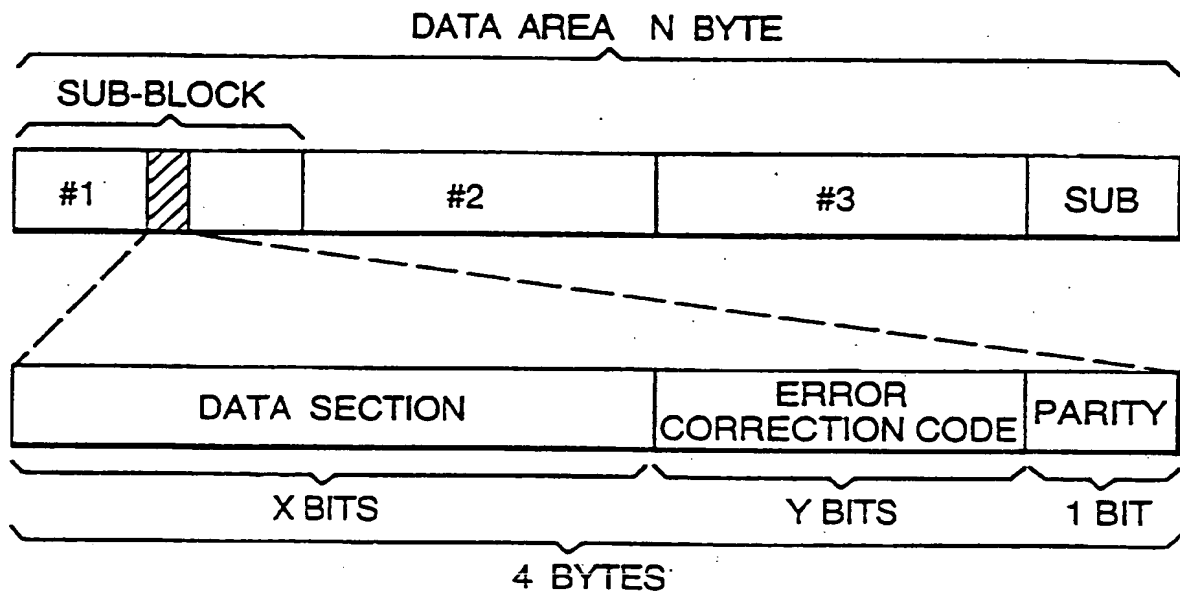 DATA AREA N BYTE
SUB-BLOCK
#1
#2
#3
SUB
DATA SECTION
ERROR
CORRECTION CODE
PARITY
X BITS
Y BITS
1 BIT
4 BYTES